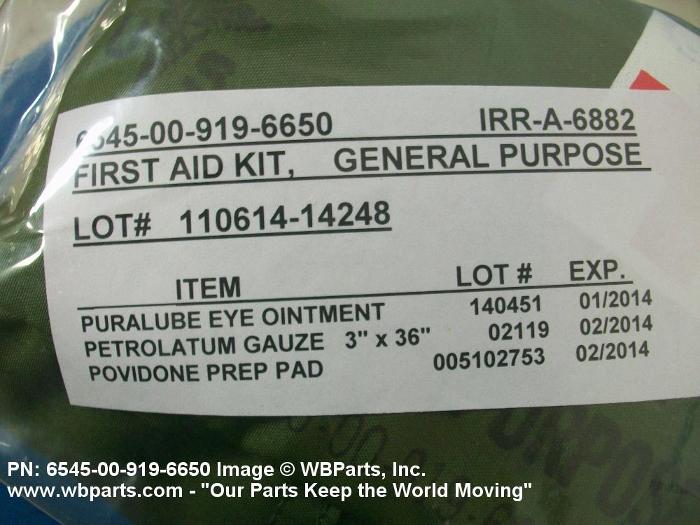 6545-00-919-6650 IRR-A-6882
FIRST AID KIT, GENERAL PURPOSE
LOT# 110614-14248
ITEM LOT # EXP.
PURALUBE EYE OINTMENT 140451 01/2014
PETROLATUM GAUZE 3" x 36" 02119 02/2014
POVIDONE PREP PAD 005102753 02/2014
PN: 6545-00-919-6650 Image © WBParts, Inc.
www.wbparts.com - "Our Parts Keep the World Moving"